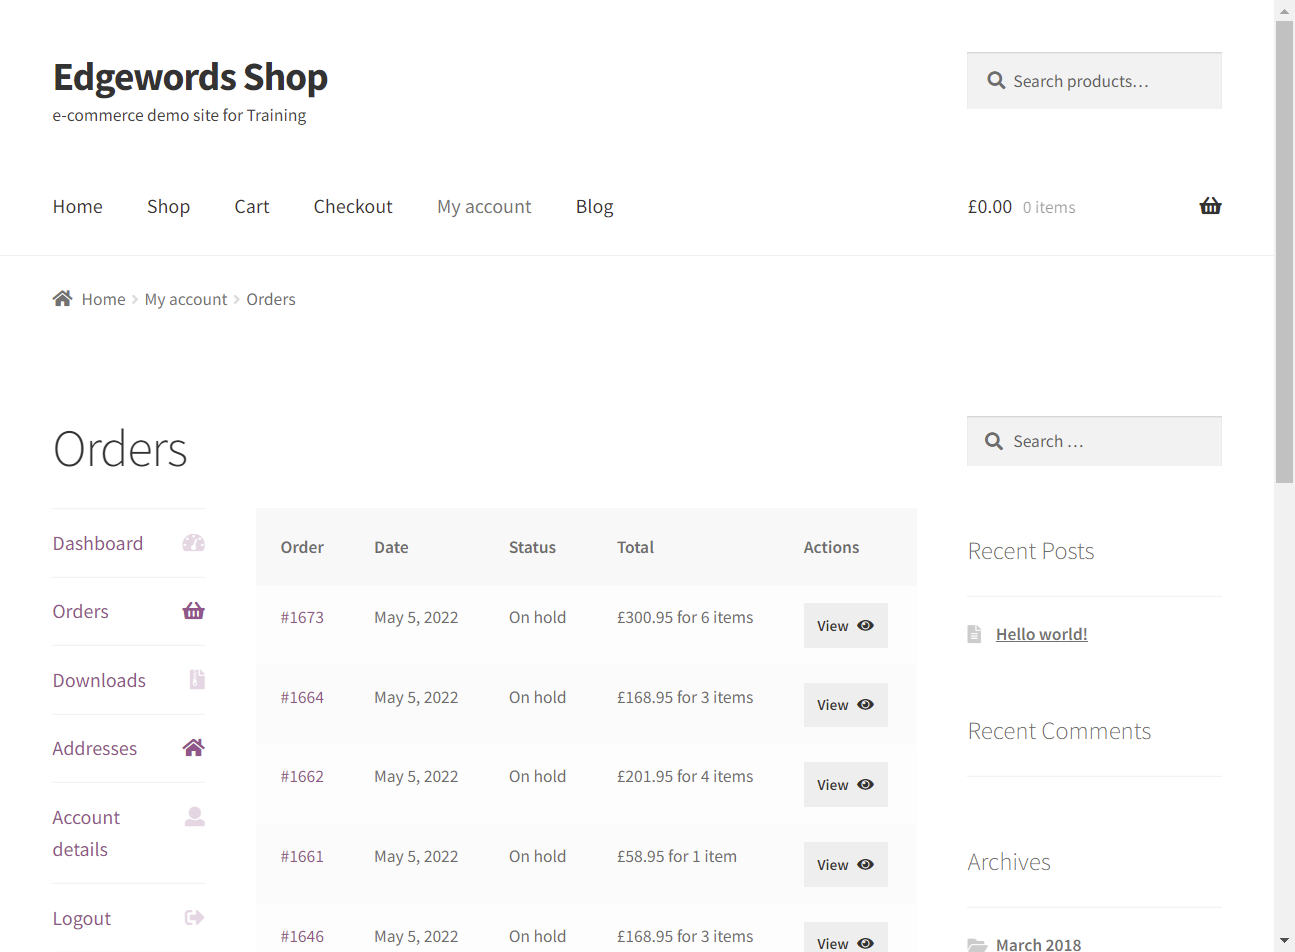 Edgewords Shop
e-commerce demo site for Training
Search products…
Home Shop Cart Checkout My account Blog
£0.00 0 items
Home My account Orders
Orders
Dashboard
Orders
Downloads
Addresses
Account
details
Logout
Order Date Status Total Actions
#1673 May 5, 2022 On hold £300.95 for 6 items View
#1664 May 5, 2022 On hold £168.95 for 3 items View
#1662 May 5, 2022 On hold £201.95 for 4 items View
#1661 May 5, 2022 On hold £58.95 for 1 item View
#1646 May 5, 2022 On hold £168.95 for 3 items View
Search …
Recent Posts
Hello world!
Recent Comments
Archives
March 2018